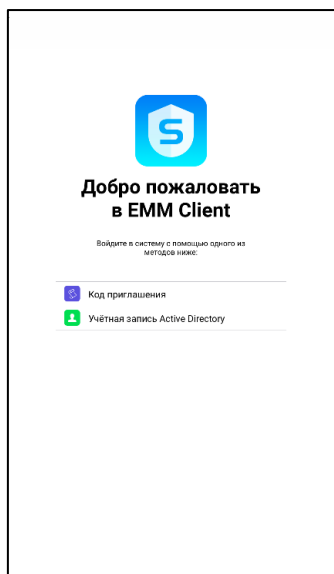 S
Добро пожаловать
в EMM Client
Войдите в систему с помощью одного из
методов ниже:
Код приглашения
Учётная запись Active Directory